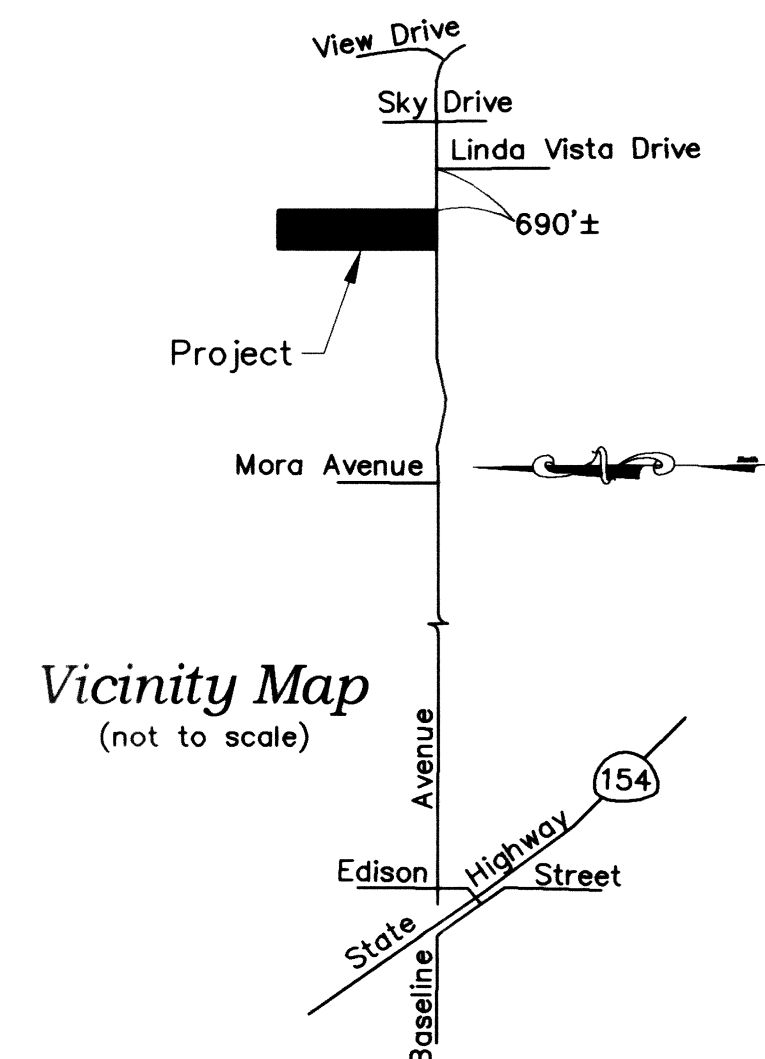 View Drive
Sky Drive
Linda Vista Drive
690'±
Project
Mora Avenue
Vicinity Map
(not to scale)
Avenue
154
Highway
Edison
Street
State
Baseline